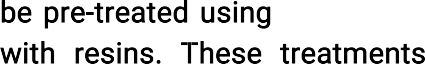 be pre-treated using
with resins. These treatments